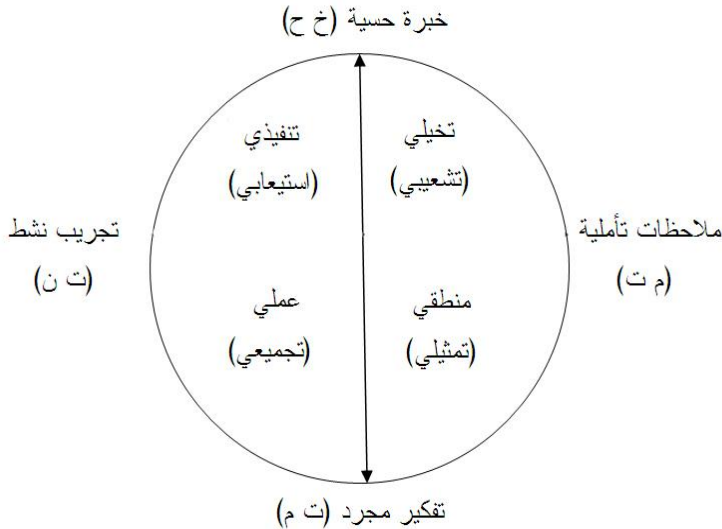 خبرة حسية (خ ح)
تخيلي
(تشعيبي)
تنفيذي
(استيعابي)
ملاحظات تأملية
(م ت)
تجريب نشط
(ت ن)
منطقي
(تمثيلي)
عملي
(تجميعي)
تفكير مجرد (ت م)